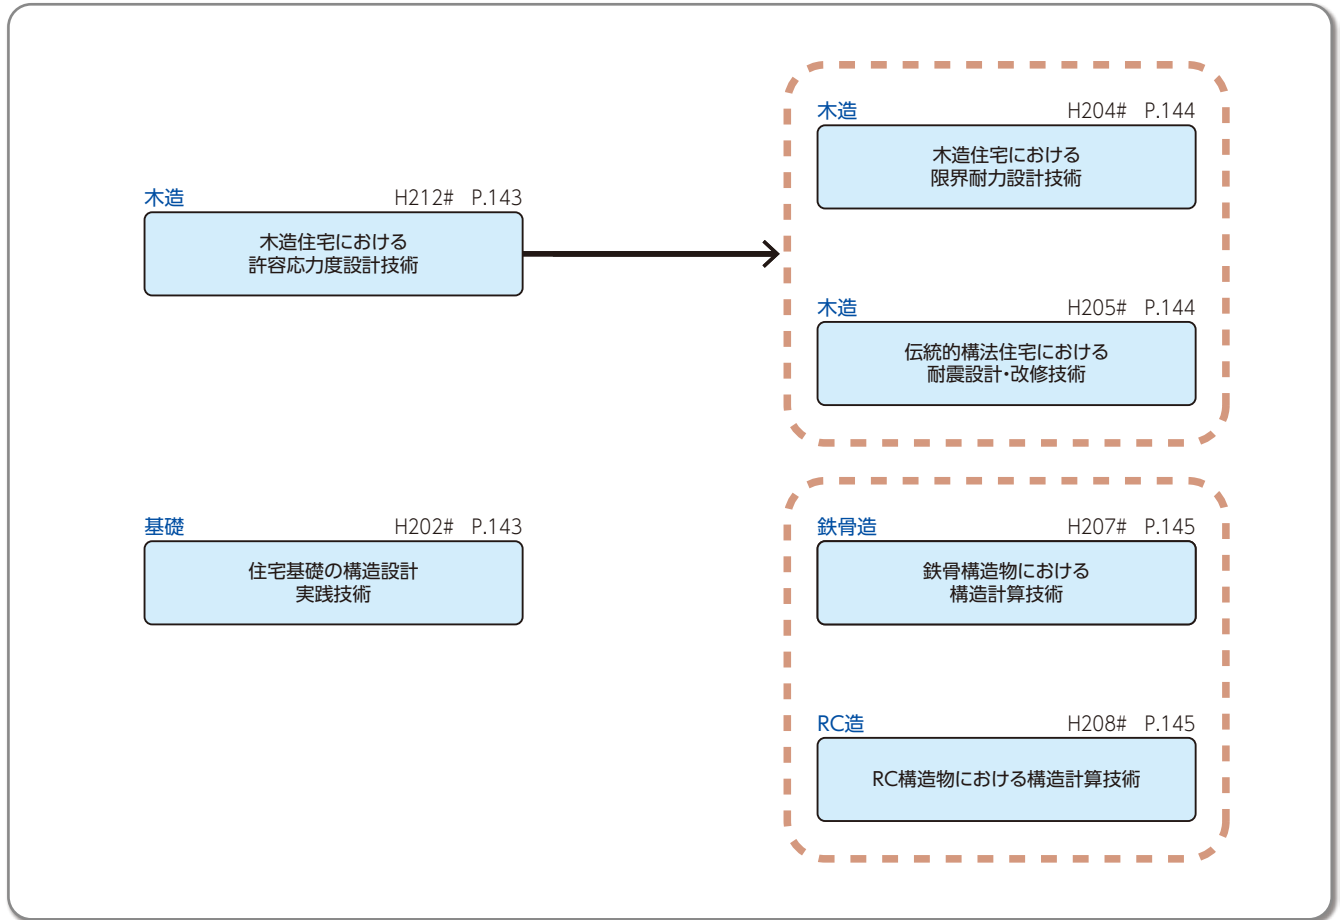 木造 H204# P.144
木造住宅における
限界耐力設計技術
木造 H212# P.143
木造住宅における
許容応力度設計技術
木造 H205# P.144
伝統的構法住宅における
耐震設計・改修技術
基礎 H202# P.143
住宅基礎の構造設計
実践技術
鉄骨造 H207# P.145
鉄骨構造物における
構造計算技術
RC造 H208# P.145
RC構造物における構造計算技術